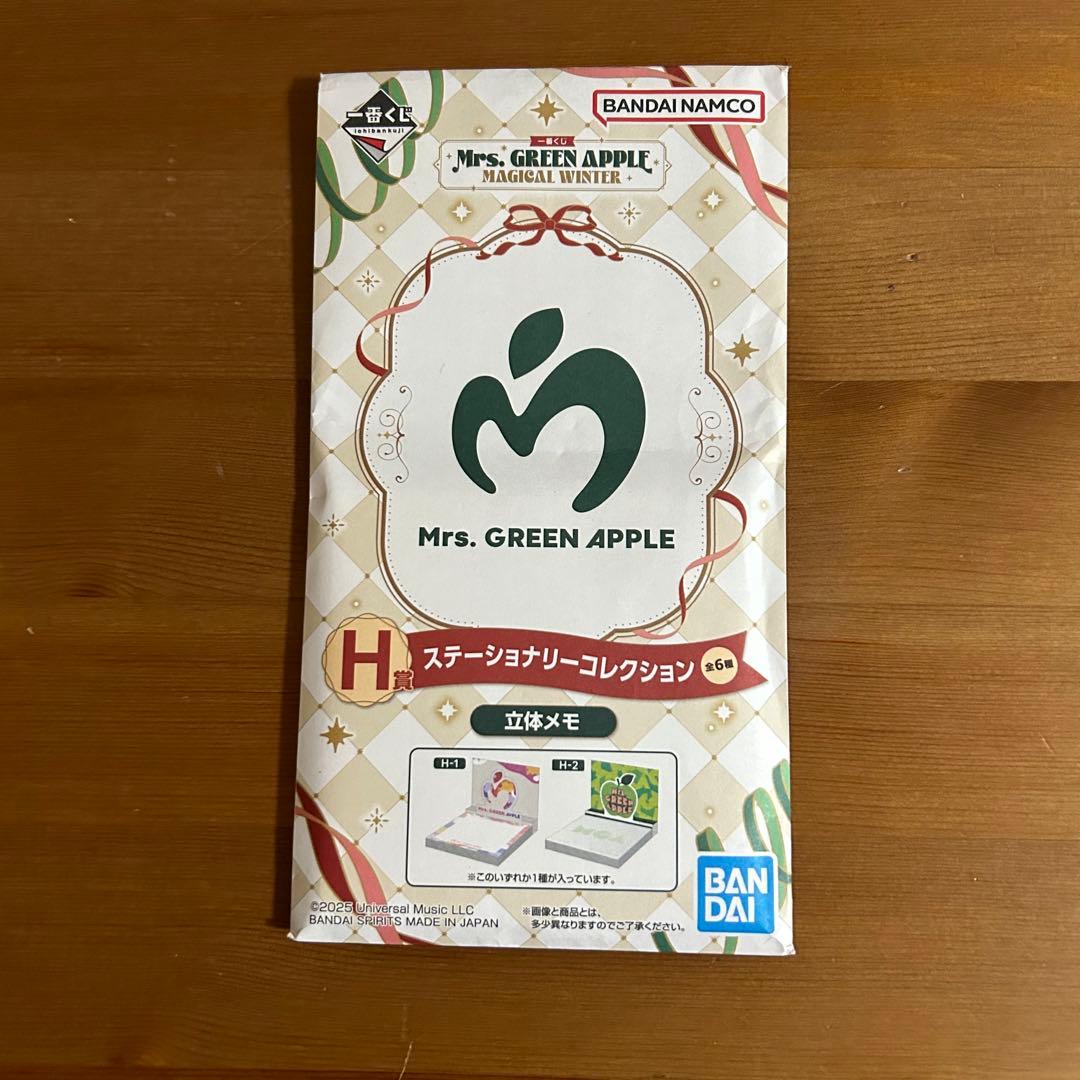 一番くじ
ichibankuji
BANDAI NAMCO
一番くじ
Mrs. GREEN APPLE
MAGICAL WINTER
Mrs. GREEN APPLE
H賞
ステーショナリーコレクション
全6種
立体メモ
H-1
H-2
Mrs. GREEN APPLE
MGA
※このいずれか1種が入っています。
©2025 Universal Music LLC
BANDAI SPIRITS MADE IN JAPAN
※画像と商品とは、
多少異なりますのでご了承ください。
BAN
DAI